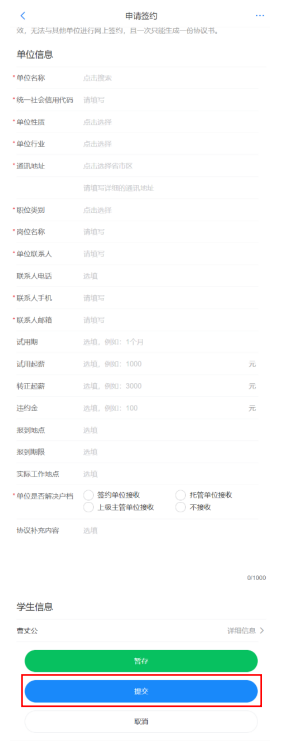 申请签约
效，无法与其他单位进行网上签约，且一次只能生成一份协议书。
单位信息
*单位名称 点击搜索
*统一社会信用代码 请填写
*单位性质 点击选择
*单位行业 点击选择
*通讯地址 点击选择省市区
请填写详细的通讯地址
*职位类别 点击选择
*岗位名称 请填写
*单位联系人 请填写
联系人电话 选填
*联系人手机 请填写
*联系人邮箱 请填写
试用期 选填，例如：1个月
试用起薪 选填，例如：1000 元
转正起薪 选填，例如：3000 元
违约金 选填，例如：100 元
报到地点 选填
报到期限 选填
实际工作地点 选填
*单位是否解决户档 签约单位接收 托管单位接收
上级主管单位接收 不接收
协议补充内容 选填
0/1000
学生信息
曹丈公 详细信息
暂存
提交
取消